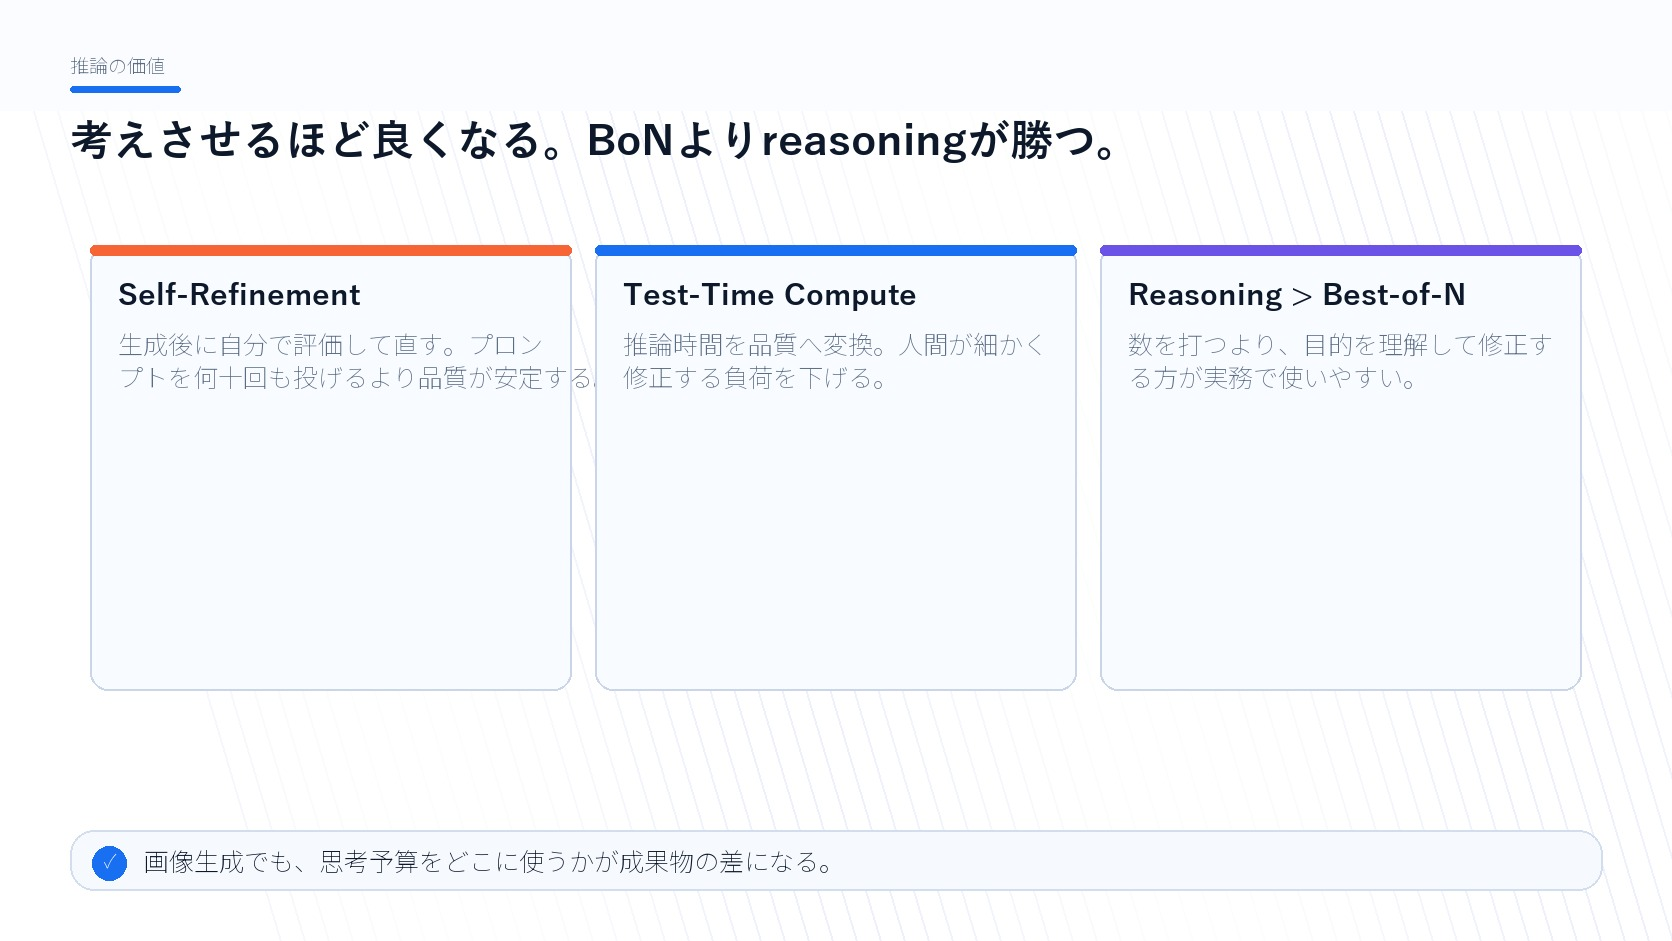 推論の価値
考えさせるほど良くなる。BoNよりreasoningが勝つ。
Self-Refinement
生成後に自分で評価して直す。プロン
プトを何十回も投げるより品質が安定する。
Test-Time Compute
推論時間を品質へ変換。人間が細かく
修正する負荷を下げる。
Reasoning > Best-of-N
数を打つより、目的を理解して修正す
る方が実務で使いやすい。
✓ 画像生成でも、思考予算をどこに使うかが成果物の差になる。